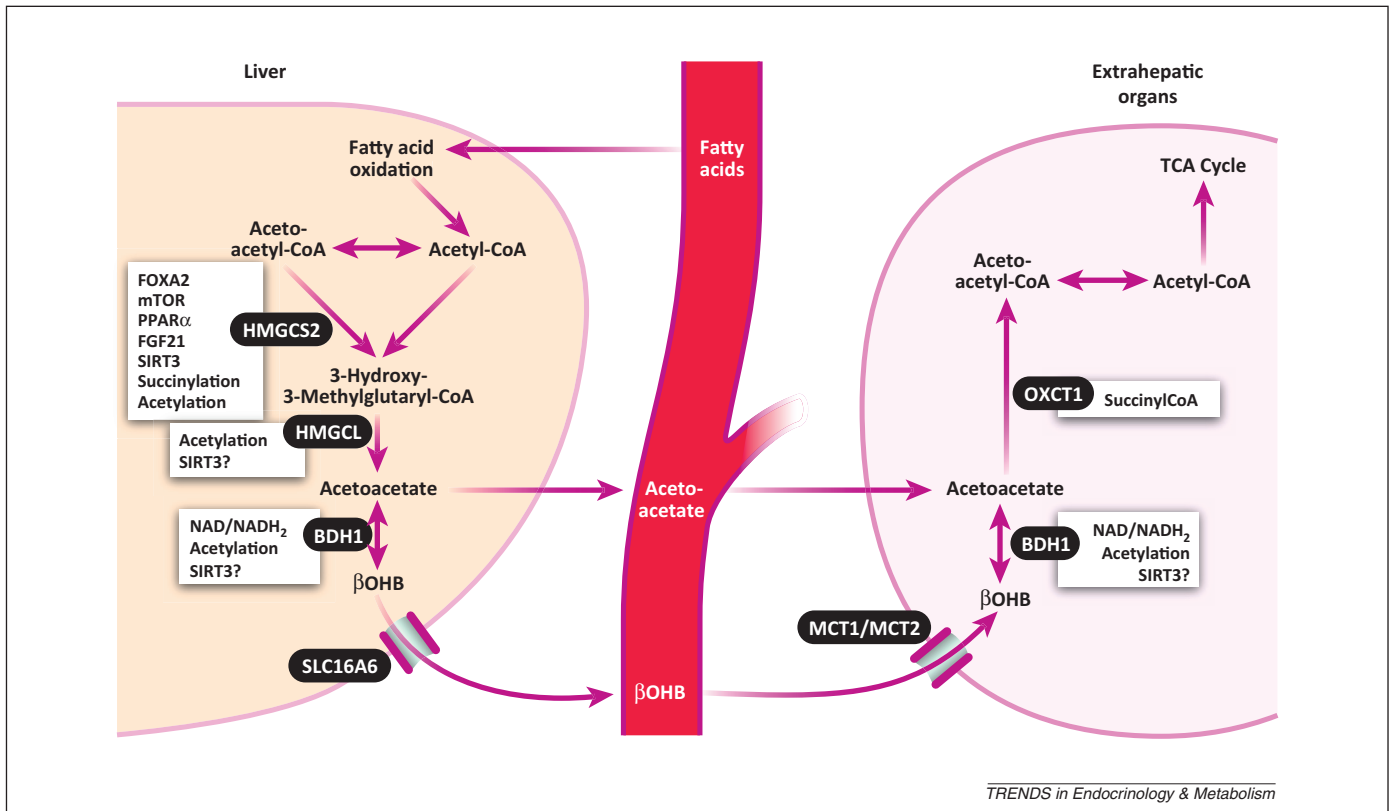 Liver
Fatty acid
oxidation
Aceto-
acetyl-CoA
Acetyl-CoA
FOXA2
mTOR
PPARα
FGF21
SIRT3
Succinylation
Acetylation
HMGCS2
3-Hydroxy-
3-Methylglutaryl-CoA
HMGCL
Acetylation
SIRT3?
Acetoacetate
NAD/NADH₂
Acetylation
SIRT3?
BDH1
βOHB
SLC16A6
Fatty
acids
Aceto-
acetate
βOHB
Extrahepatic
organs
TCA Cycle
Aceto-
acetyl-CoA
Acetyl-CoA
OXCT1
SuccinylCoA
Acetoacetate
BDH1
NAD/NADH₂
Acetylation
SIRT3?
βOHB
MCT1/MCT2
TRENDS in Endocrinology & Metabolism